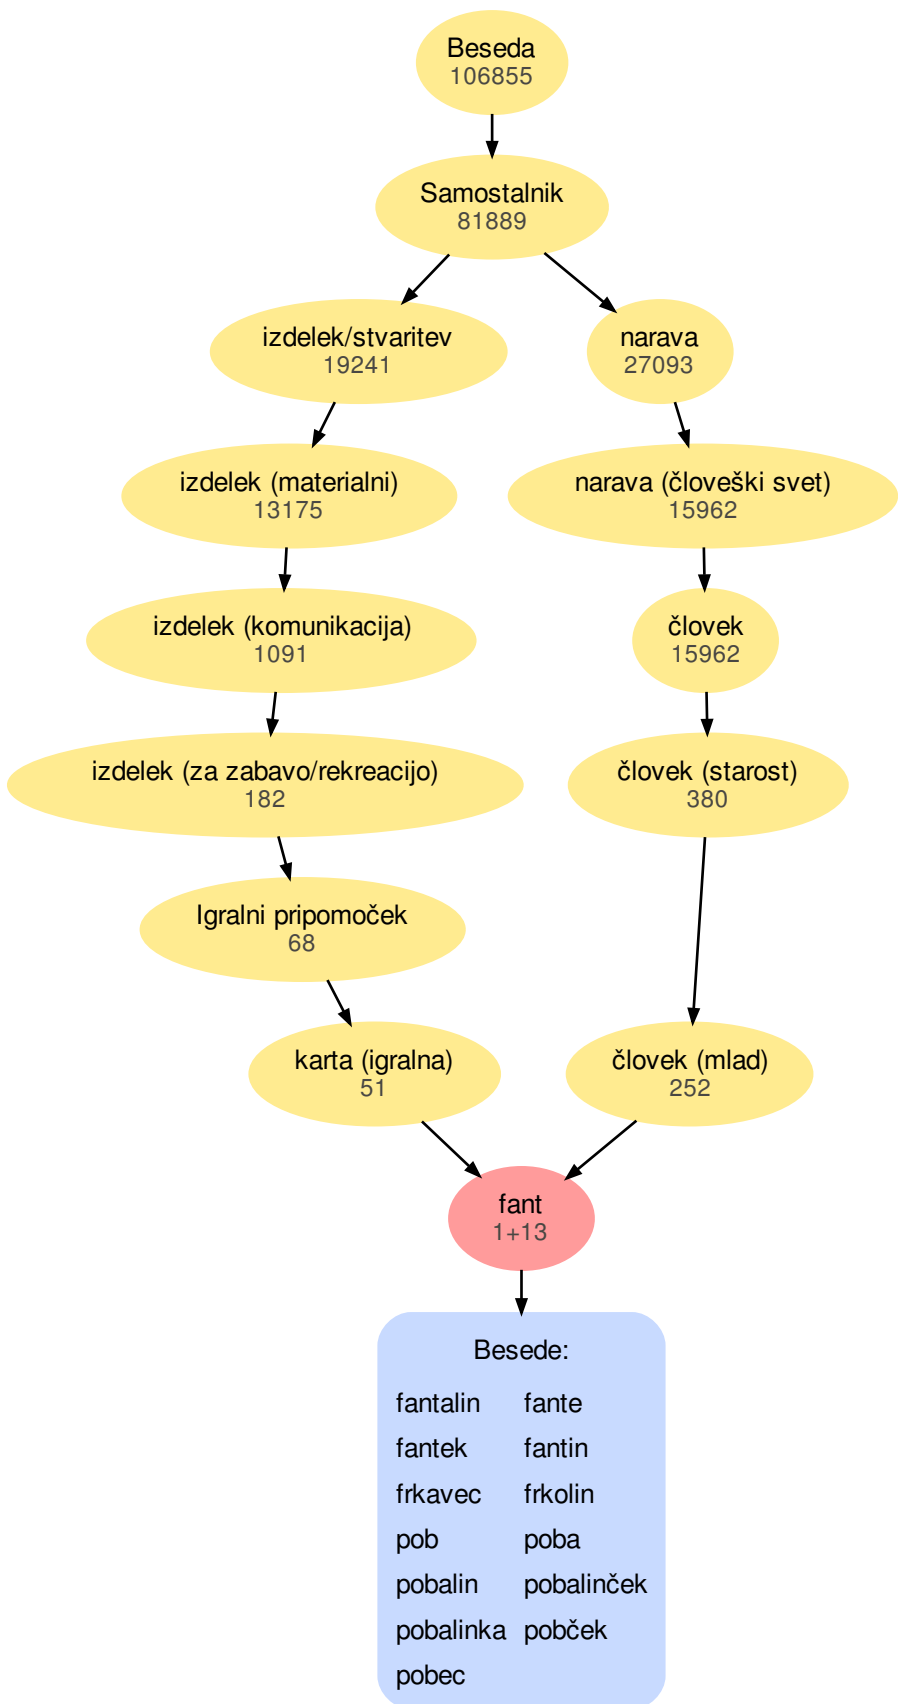 Beseda
106855
Samostalnik
81889
izdelek/stvaritev
19241
narava
27093
izdelek (materialni)
13175
narava (človeški svet)
15962
izdelek (komunikacija)
1091
človek
15962
izdelek (za zabavo/rekreacijo)
182
človek (starost)
380
Igralni pripomoček
68
karta (igralna)
51
človek (mlad)
252
fant
1+13
Besede:
fantalin fante
fantek fantin
frkavec frkolin
pob poba
pobalin pobalinček
pobalinka pobček
pobec